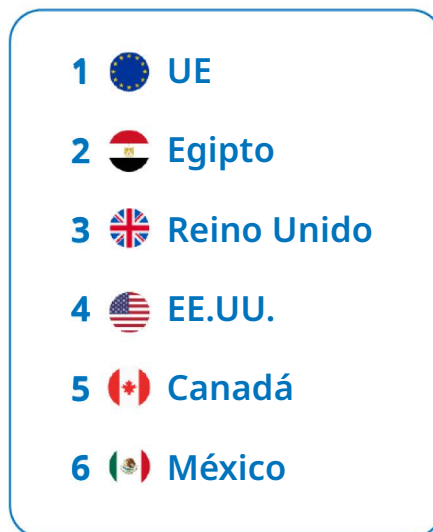 1 UE
2 Egipto
3 Reino Unido
4 EE.UU.
5 Canadá
6 México